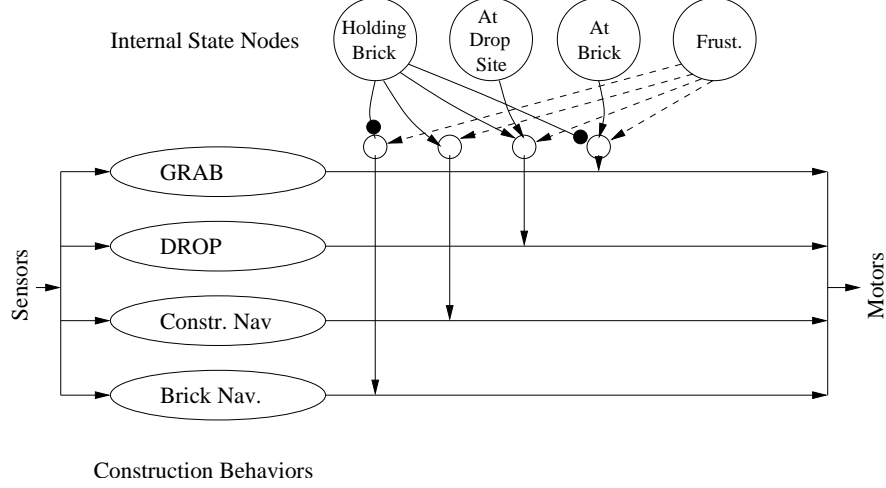 Internal State Nodes
Holding
Brick
At
Drop
Site
At
Brick
Frust.
GRAB
DROP
Constr. Nav
Brick Nav.
Sensors
Motors
Construction Behaviors